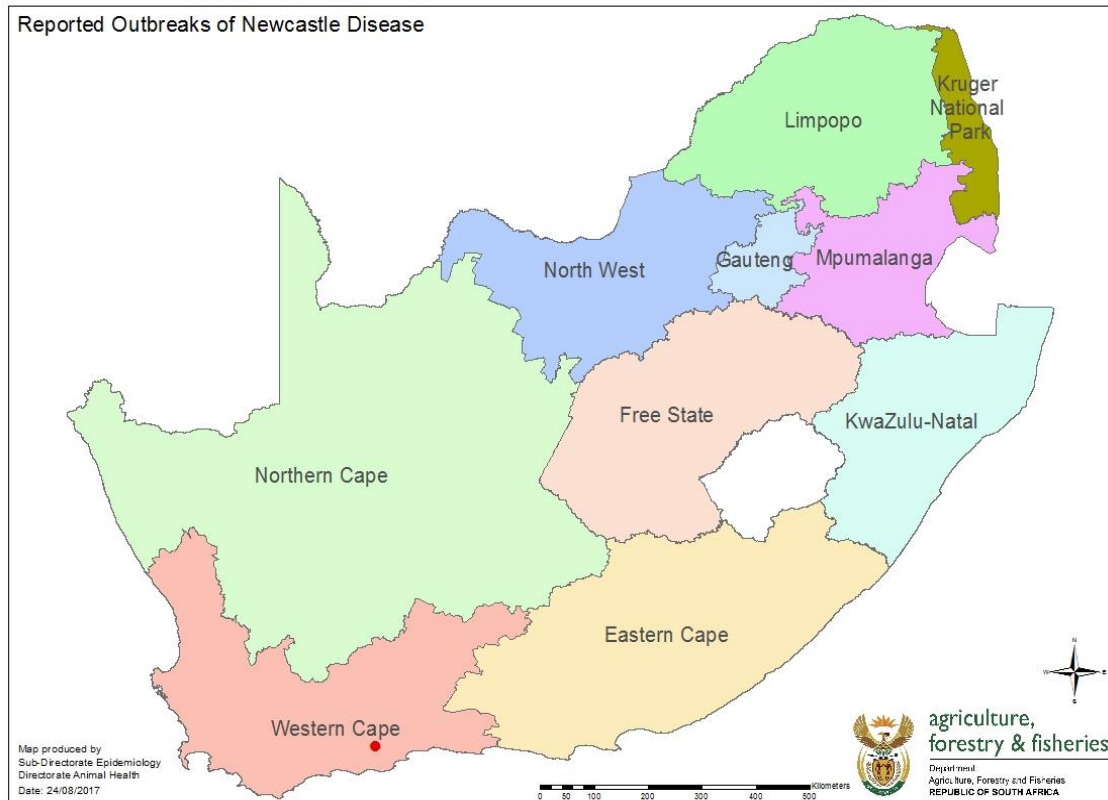 Reported Outbreaks of Newcastle Disease
Kruger
National
Park
Limpopo
North West
Gauteng
Mpumalanga
Free State
KwaZulu-Natal
Northern Cape
Eastern Cape
Western Cape
N
W
E
S
Map produced by
Sub-Directorate Epidemiology
Directorate Animal Health
Date: 24/08/2017
Kilometers
0 50 100 200 300 400 500
agriculture,
forestry & fisheries
Department:
Agriculture, Forestry and Fisheries
REPUBLIC OF SOUTH AFRICA